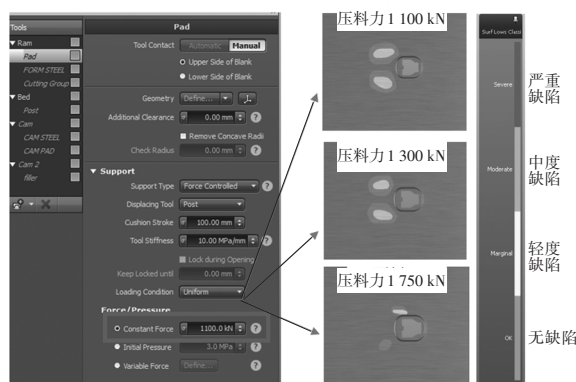 Tools
Ram
Pad
FORM STEEL
Cutting Group
Bed
Post
Cam
CAM STEEL
CAM PAD
Cam 2
filler
Pad
Tool Contact Automatic Manual
Upper Side of Blank
Lower Side of Blank
Geometry Define...
Additional Clearance 0.00 mm
Remove Concave Radii
Check Radius 0.00 mm
Support
Support Type Force Controlled
Displacing Tool Post
Cushion Stroke 100.00 mm
Tool Stiffness 10.00 MPa/mm
Lock during Opening
Keep Locked until 0.00 mm
Loading Condition Uniform
Force/Pressure
Constant Force 1100.0 kN
Initial Pressure 3.0 MPa
Variable Force Define...
压料力1 100 kN
压料力1 300 kN
压料力1 750 kN
Surf Lows Classi
Severe
严重
缺陷
Moderate
中度
缺陷
Marginal
轻度
缺陷
OK
无缺陷